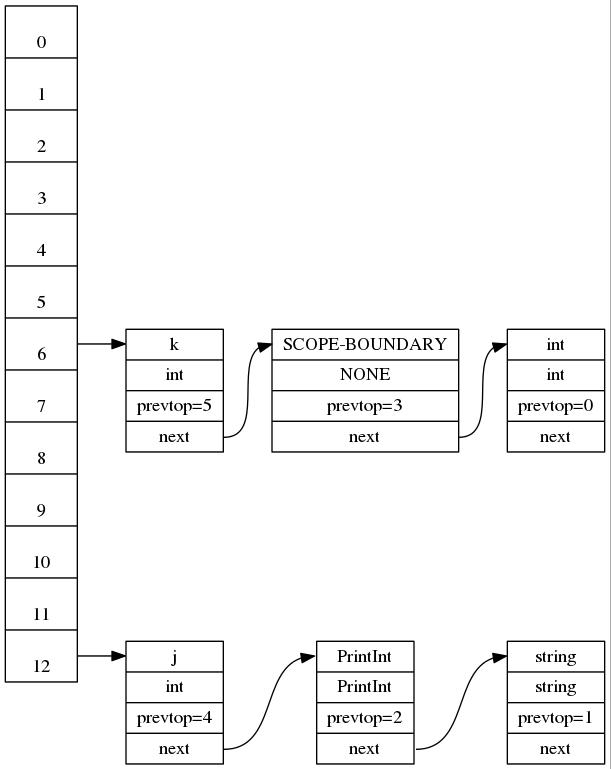 0
1
2
3
4
5
6
7
8
9
10
11
12
k
int
prevtop=5
next
SCOPE-BOUNDARY
NONE
prevtop=3
next
int
int
prevtop=0
next
j
int
prevtop=4
next
PrintInt
PrintInt
prevtop=2
next
string
string
prevtop=1
next